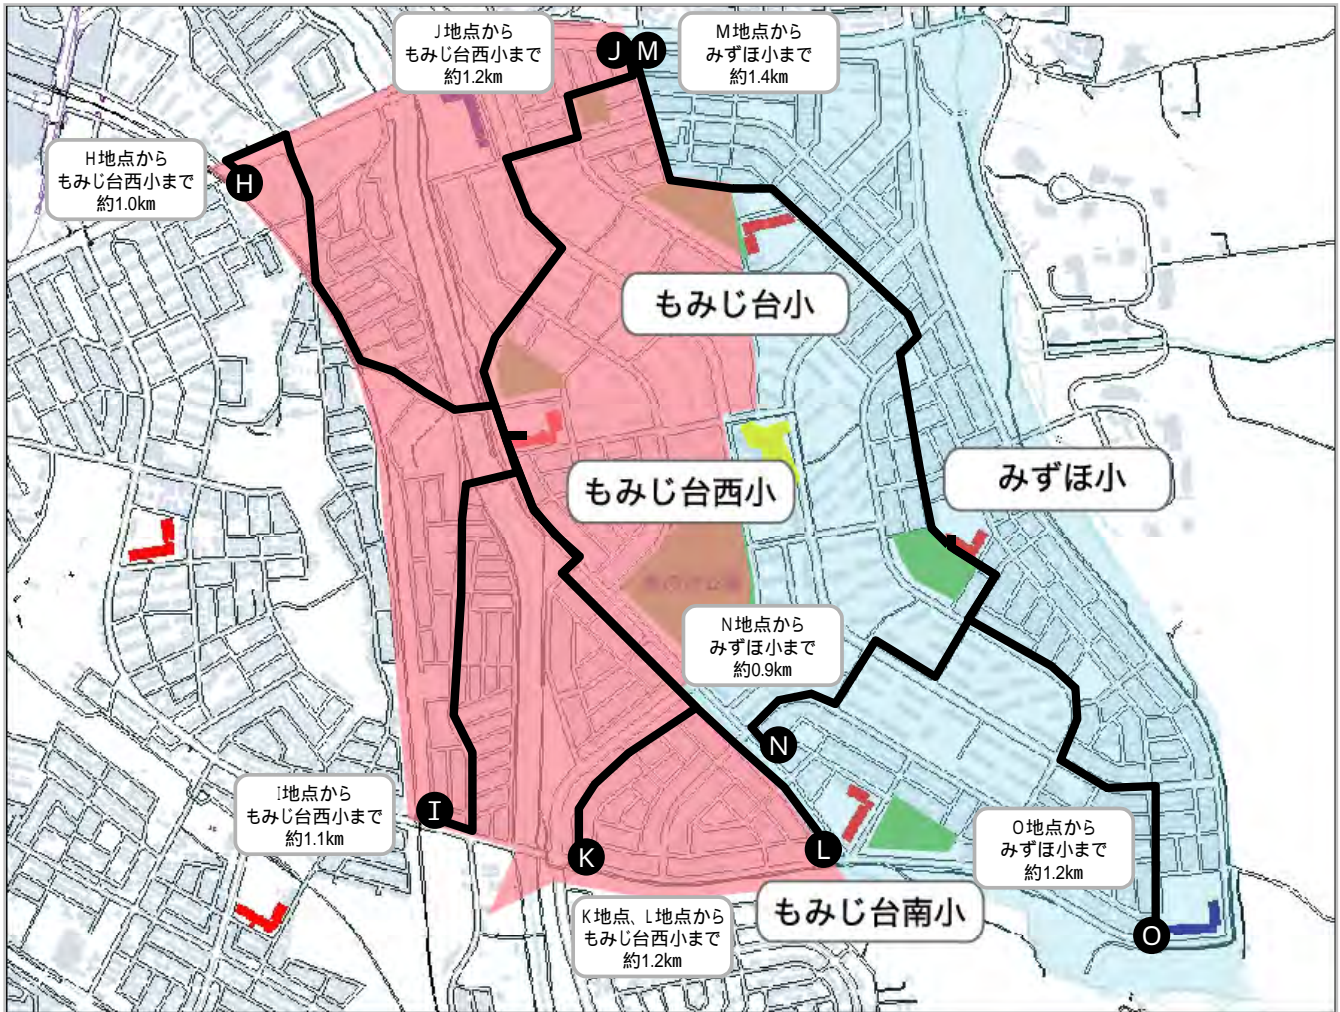 J地点から
もみじ台西小まで
約1.2km
J
M
M地点から
みずほ小まで
約1.4km
H地点から
もみじ台西小まで
約1.0km
H
もみじ台小
もみじ台西小
みずほ小
N地点から
みずほ小まで
約0.9km
N
I地点から
もみじ台西小まで
約1.1km
I
K
L
O地点から
みずほ小まで
約1.2km
もみじ台南小
K地点、L地点から
もみじ台西小まで
約1.2km
O